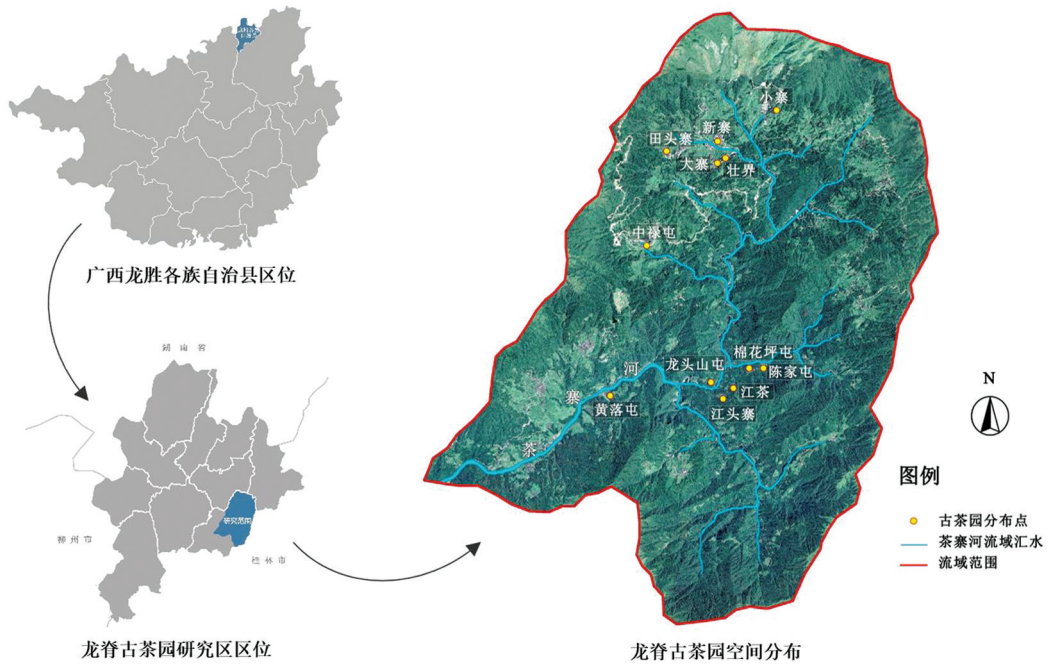 广西龙胜各族自治县区位
湖南省
研究范围
柳州市
桂林市
龙脊古茶园研究区区位
小寨
新寨
田头寨
大寨
壮界
中禄屯
棉花坪屯
龙头山屯
陈家屯
江茶
江头寨
黄落屯
茶寨河
N
图例
古茶园分布点
茶寨河流域汇水
流域范围
龙脊古茶园空间分布